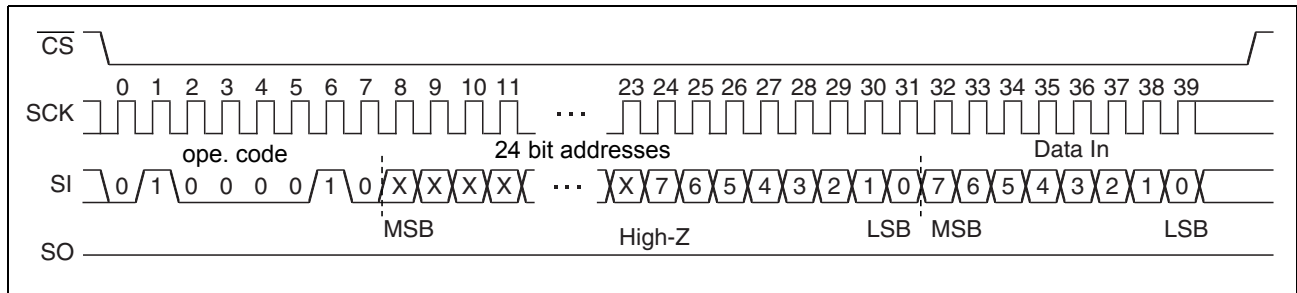 CS
0 1 2 3 4 5 6 7 8 9 10 11 23 24 25 26 27 28 29 30 31 32 33 34 35 36 37 38 39
SCK ...
ope. code 24 bit addresses Data In
SI 0 1 0 0 0 0 1 0 X X X X ... X 7 6 5 4 3 2 1 0 7 6 5 4 3 2 1 0
MSB High-Z LSB MSB LSB
SO